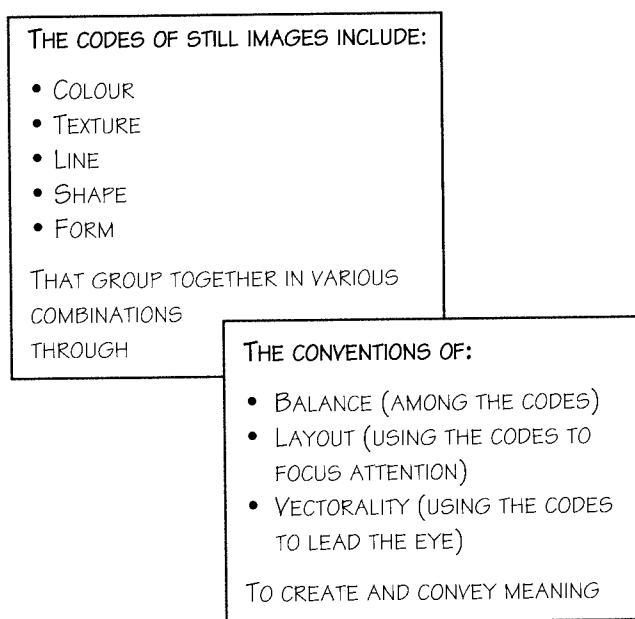 THE CODES OF STILL IMAGES INCLUDE:
• COLOUR
• TEXTURE
• LINE
• SHAPE
• FORM
THAT GROUP TOGETHER IN VARIOUS
COMBINATIONS
THROUGH
THE CONVENTIONS OF:
• BALANCE (AMONG THE CODES)
• LAYOUT (USING THE CODES TO
FOCUS ATTENTION)
• VECTORALITY (USING THE CODES
TO LEAD THE EYE)
TO CREATE AND CONVEY MEANING